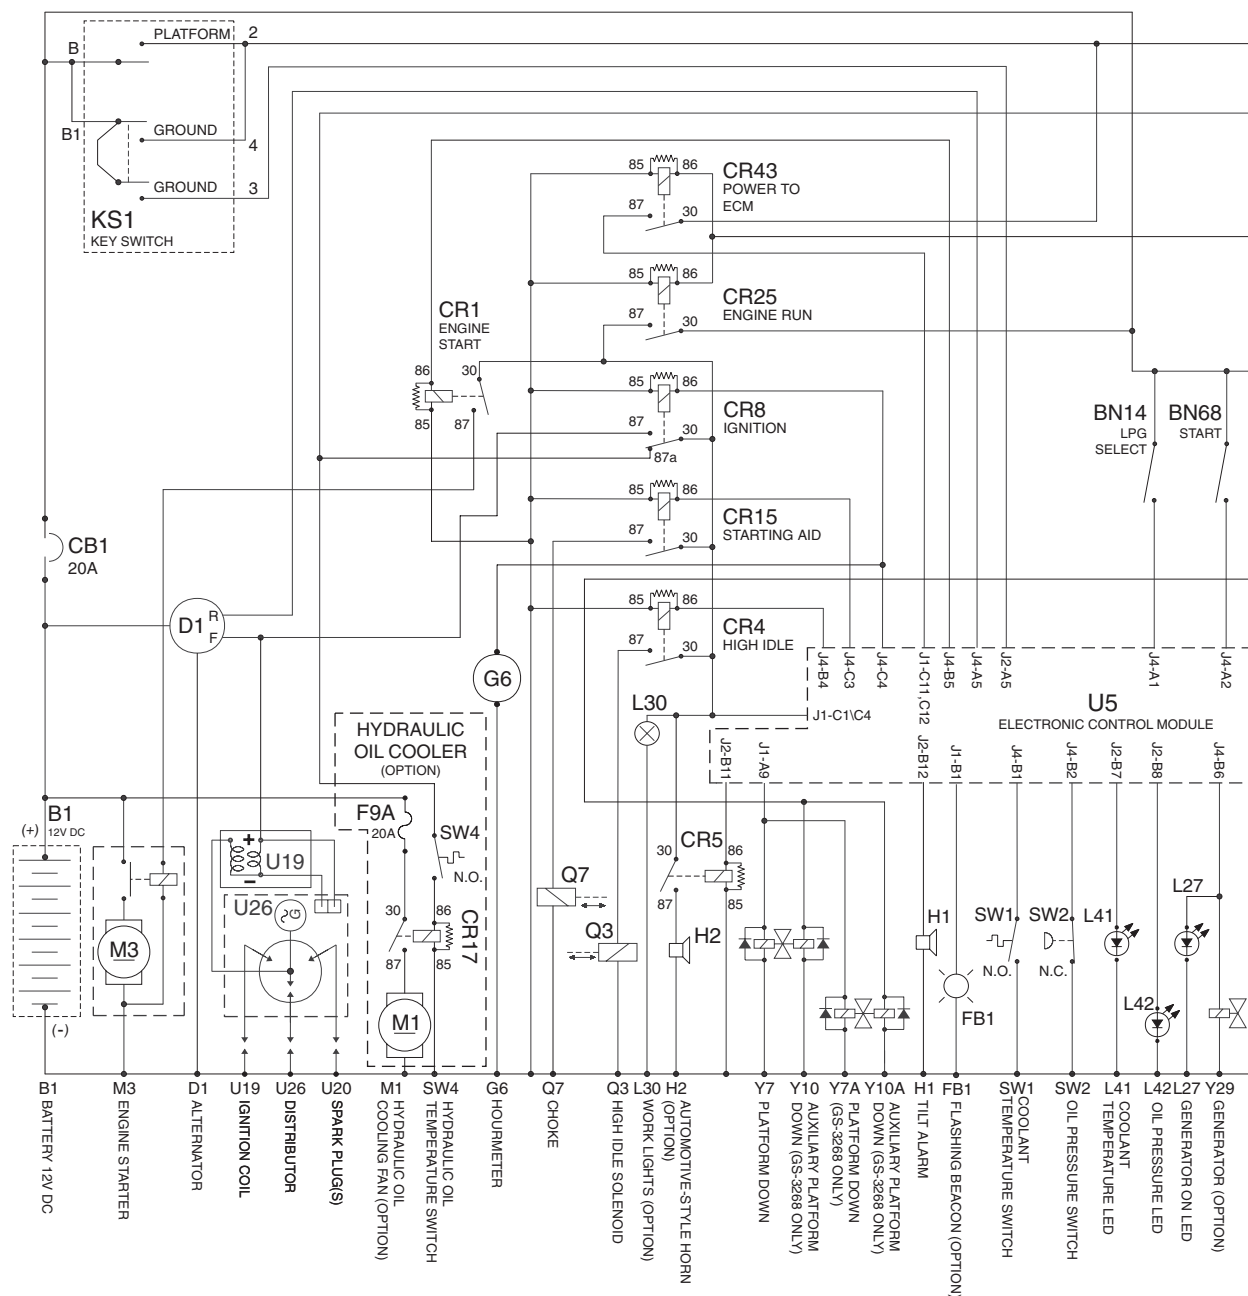 PLATFORM 2
B
B1
GROUND
4
GROUND 3
KS1
KEY SWITCH
85 86
CR43
POWER TO
ECM
87
30
85 86
CR25
ENGINE RUN
87
30
CR1
ENGINE
START
86 30
85 87
85 86
CR8
IGNITION
87
30
87a
BN14
LPG
SELECT
BN68
START
85 86
CR15
STARTING AID
87
30
CB1
20A
85 86
CR4
HIGH IDLE
87
30
D1
R
F
G6
J4-B4
J4-C3
J4-C4
J1-C11,C12
J4-B5
J4-A5
J2-A5
J4-A1
J4-A2
U5
ELECTRONIC CONTROL MODULE
J1-C1\C4
J2-B11
J1-A9
J2-B12
J1-B1
J4-B1
J4-B2
J2-B7
J2-B8
J4-B6
L30
HYDRAULIC
OIL COOLER
(OPTION)
F9A
20A
SW4
N.O.
30
87
86
85
CR17
M1
B1
12V DC
(+)
(-)
M3
+
U19
–
U26
G
Q7
Q3
CR5
30
87
86
85
H2
H1
FB1
SW1
N.O.
SW2
N.C.
L41
L42
L27
B1 M3 D1 U19 U26 U20 M1 SW4 G6 Q7 Q3 L30 H2 Y7 Y10 Y7A Y10A H1 FB1 SW1 SW2 L41 L42 L27 Y29
BATTERY 12V DC
ENGINE STARTER
ALTERNATOR
IGNITION COIL
DISTRIBUTOR
SPARK PLUG(S)
HYDRAULIC OIL
COOLING FAN (OPTION)
HYDRAULIC OIL
TEMPERATURE SWITCH
HOURMETER
CHOKE
HIGH IDLE SOLENOID
WORK LIGHTS (OPTION)
AUTOMOTIVE-STYLE HORN
(OPTION)
PLATFORM DOWN
AUXILIARY PLATFORM
DOWN (GS-3268 ONLY)
PLATFORM DOWN
(GS-3268 ONLY)
AUXILIARY PLATFORM
DOWN (GS-3268 ONLY)
TILT ALARM
FLASHING BEACON (OPTION)
COOLANT
TEMPERATURE SWITCH
OIL PRESSURE SWITCH
COOLANT
TEMPERATURE LED
OIL PRESSURE LED
GENERATOR ON LED
GENERATOR (OPTION)